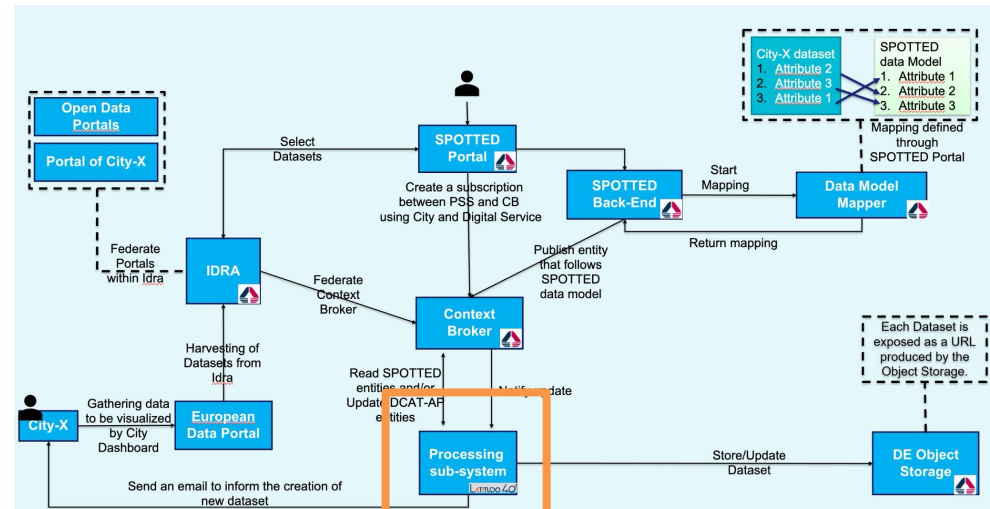 City-X dataset
1. Attribute 2
2. Attribute 3
3. Attribute 1
SPOTTED
data Model
1. Attribute 1
2. Attribute 2
3. Attribute 3
Mapping defined
through
SPOTTED Portal
Open Data
Portals
Portal of City-X
Select
Datasets
SPOTTED
Portal
Create a subscription
between PSS and CB
using City and Digital Service
SPOTTED
Back-End
Start
Mapping
Data Model
Mapper
Return mapping
Federate
Portals
within Idra
IDRA
Federate
Context
Broker
Publish entity
that follows
SPOTTED
data model
Context
Broker
Each Dataset is
exposed as a URL
produced by the
Object Storage.
Harvesting of
Datasets from
Idra
Read SPOTTED
entities and/or
Update DCAT-AP
entities
Notify update
City-X
Gathering data
to be visualized
by City
Dashboard
European
Data Portal
Processing
sub-system
LATITUDO 40
Store/Update
Dataset
DE Object
Storage
Send an email to inform the creation of
new dataset